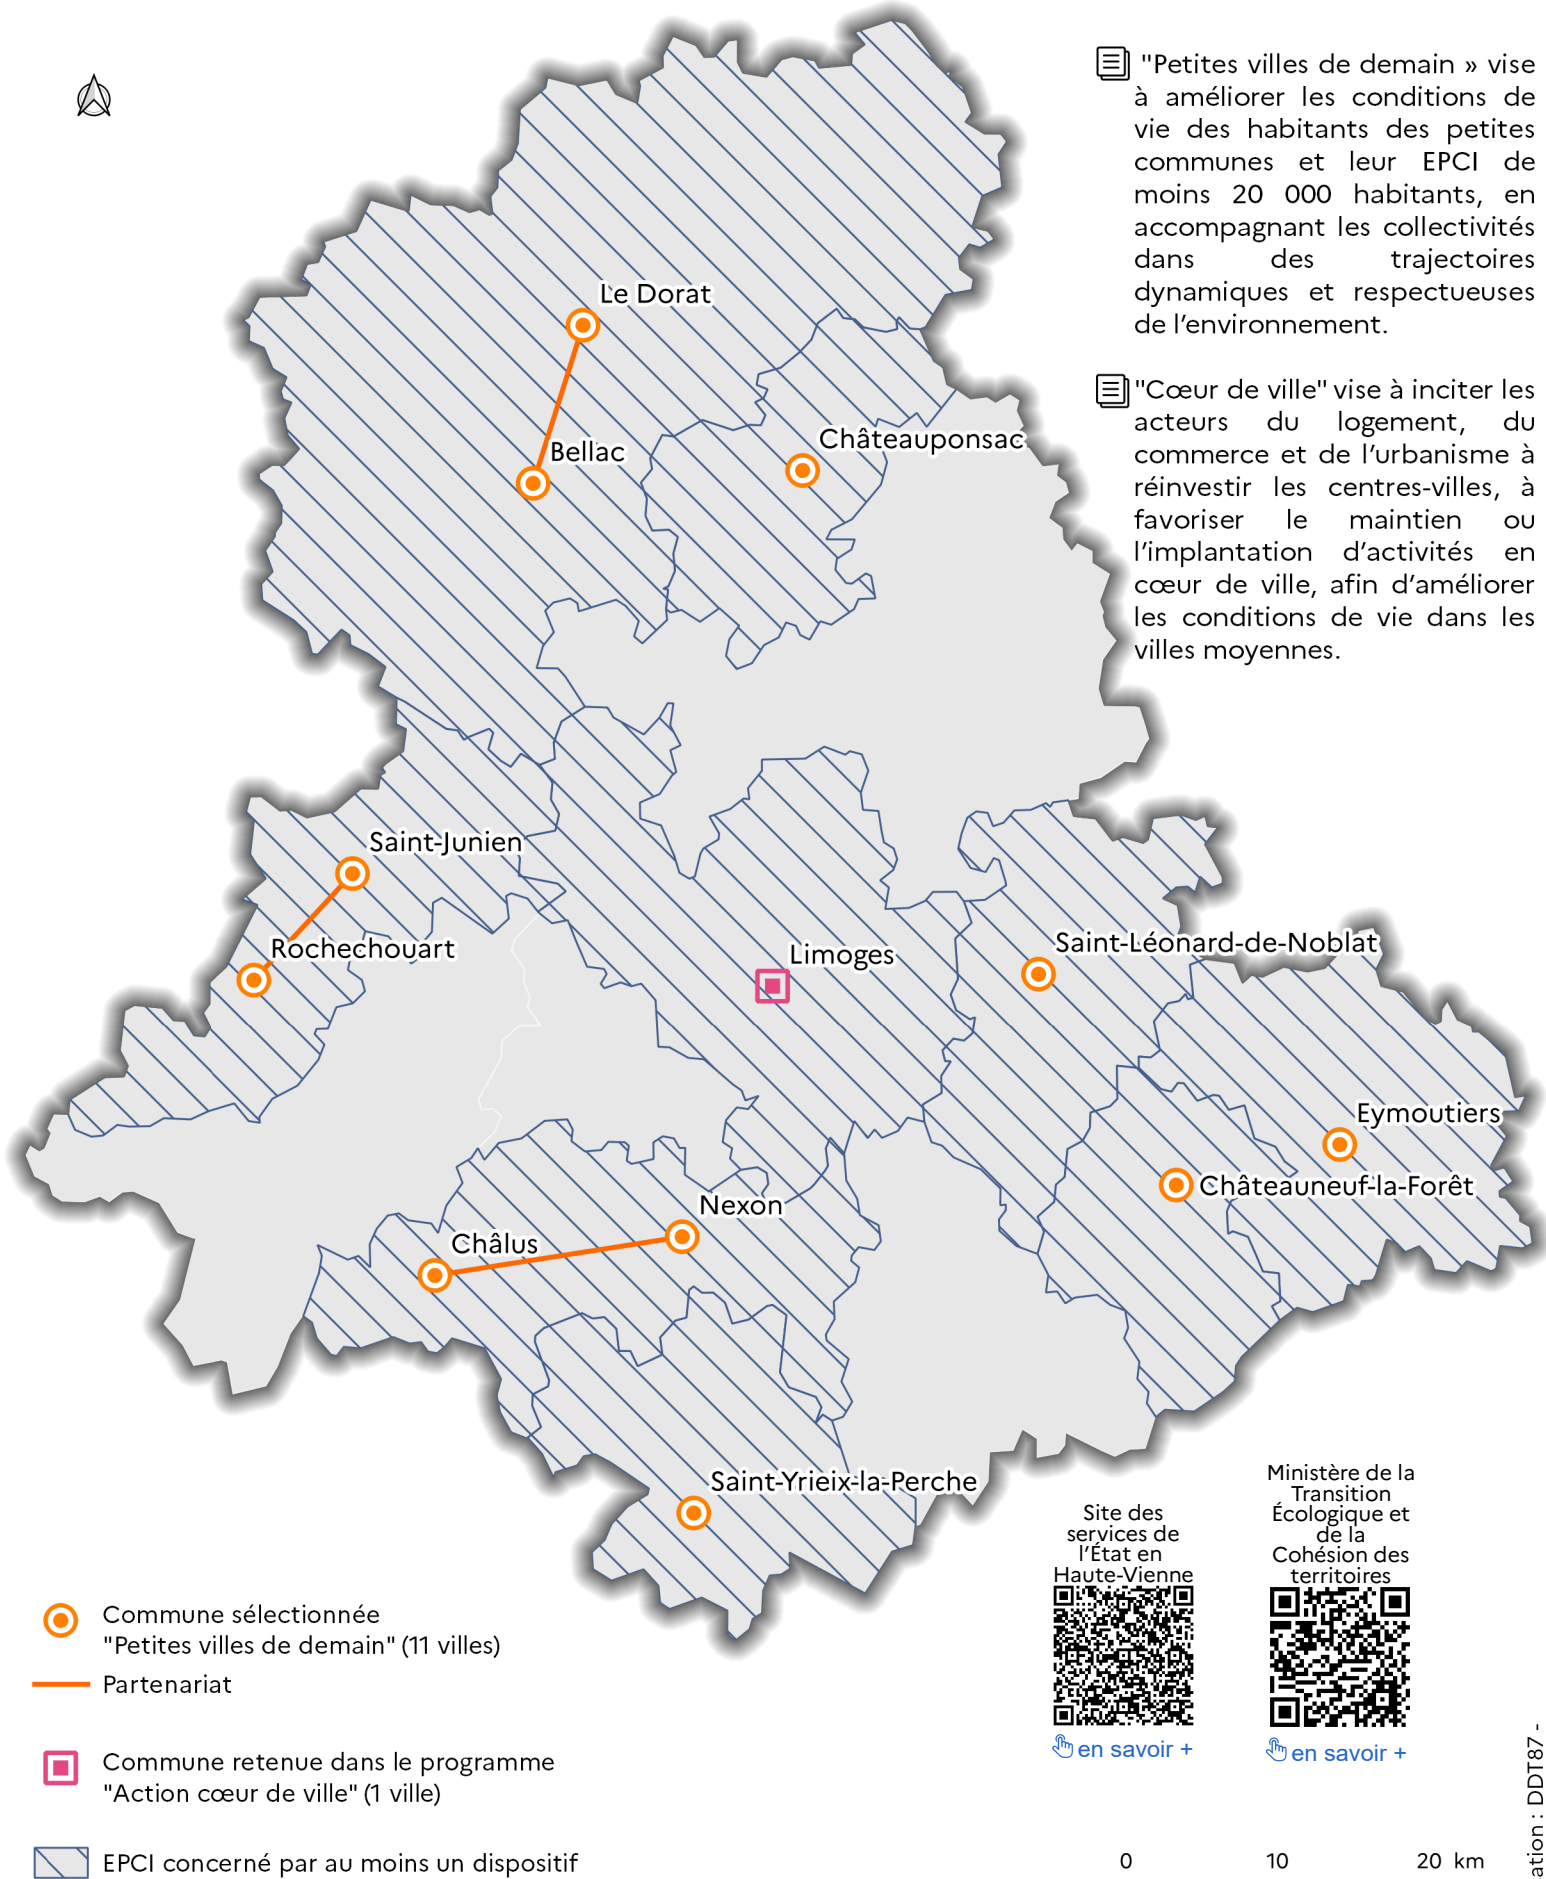 "Petites villes de demain » vise
à améliorer les conditions de
vie des habitants des petites
communes et leur EPCI de
moins 20 000 habitants, en
accompagnant les collectivités
dans des trajectoires
dynamiques et respectueuses
de l'environnement.
"Cœur de ville" vise à inciter les
acteurs du logement, du
commerce et de l'urbanisme à
réinvestir les centres-villes, à
favoriser le maintien ou
l'implantation d'activités en
cœur de ville, afin d'améliorer
les conditions de vie dans les
villes moyennes.
Le Dorat
Châteauponsac
Bellac
Saint-Junien
Rochechouart
Limoges
Saint-Léonard-de-Noblat
Eymoutiers
Châteauneuf-la-Forêt
Nexon
Châlus
Saint-Yrieix-la-Perche
Site des
services de
l'État en
Haute-Vienne
en savoir +
Ministère de la
Transition
Écologique et
de la
Cohésion des
territoires
en savoir +
Commune sélectionnée
"Petites villes de demain" (11 villes)
Partenariat
Commune retenue dans le programme
"Action cœur de ville" (1 ville)
EPCI concerné par au moins un dispositif
0 10 20 km
ation : DDT87 -